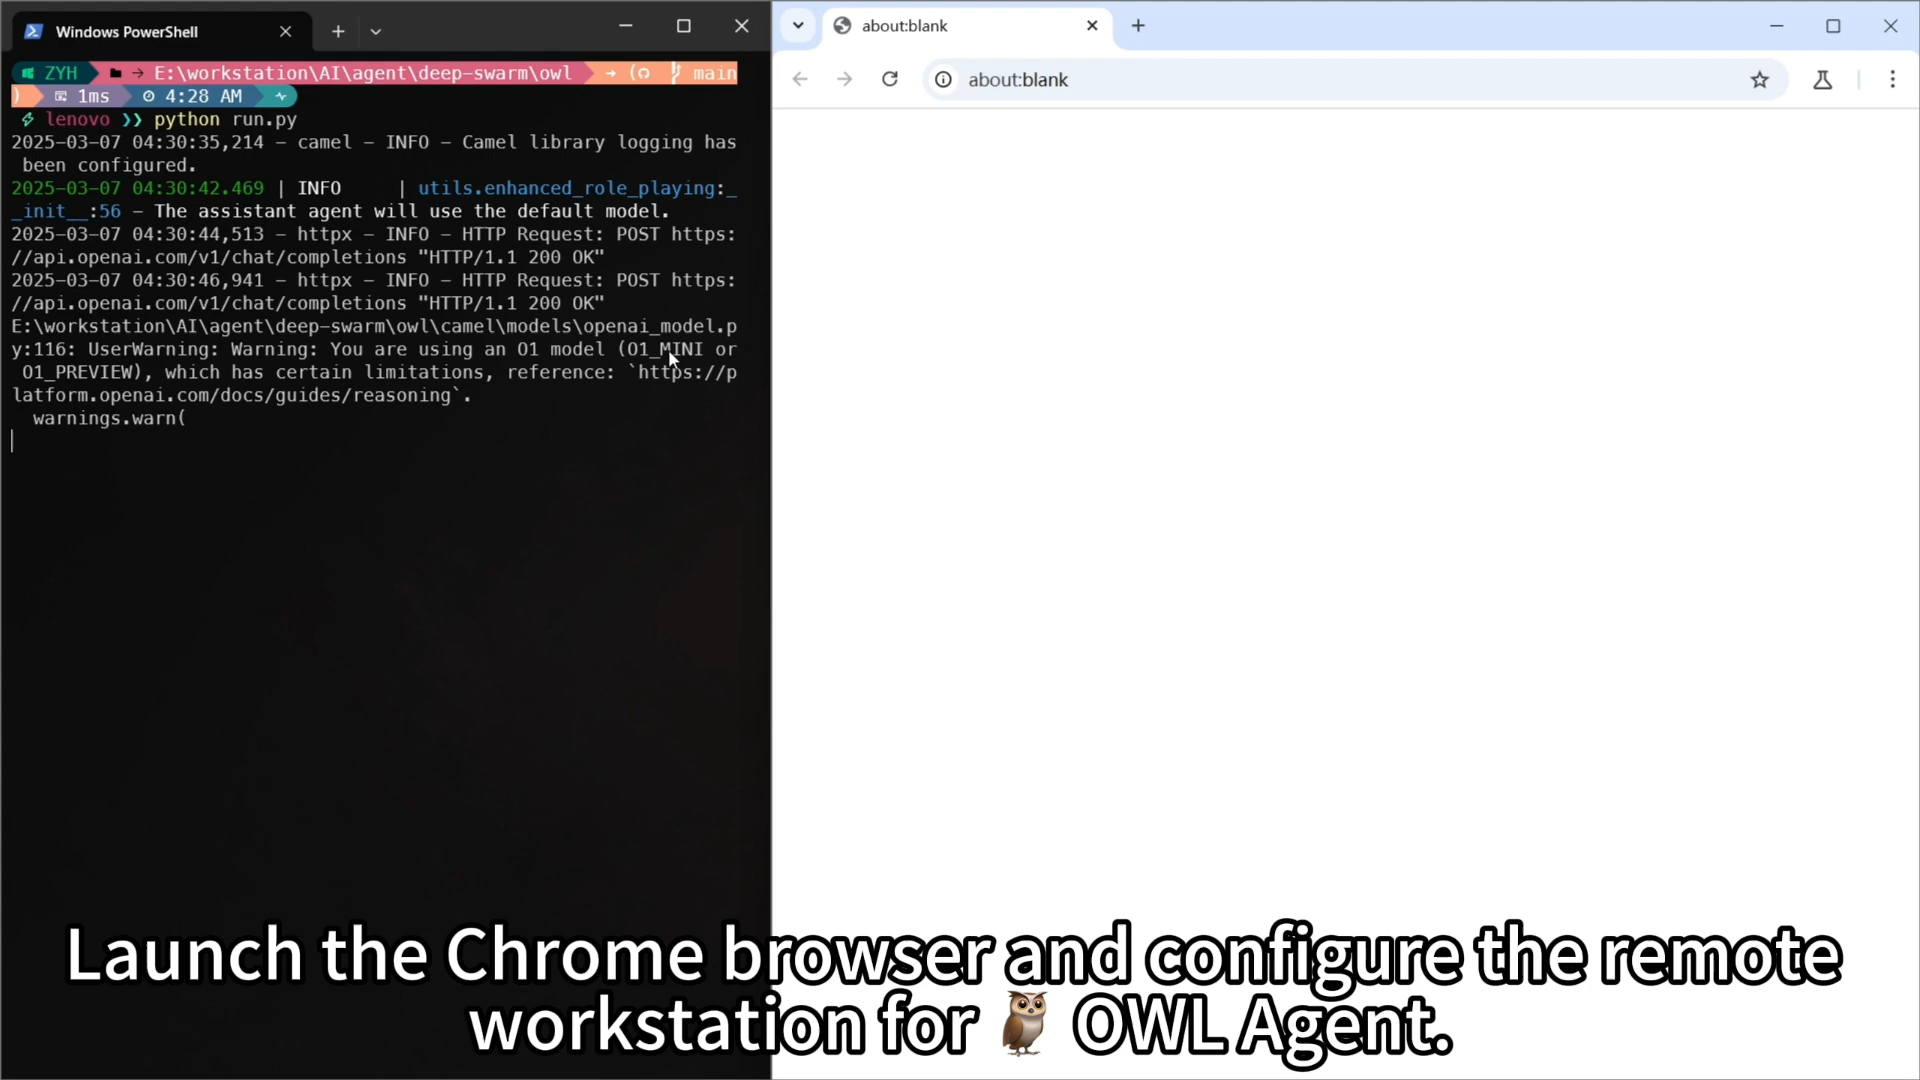 Windows PowerShell
ZYH → E:\workstation\AI\agent\deep-swarm\owl → ( main
) 1ms 4:28 AM
lenovo ❯❯ python run.py
2025-03-07 04:30:35,214 - camel - INFO - Camel library logging has
been configured.
2025-03-07 04:30:42.469 | INFO     | utils.enhanced_role_playing:_
_init__:56 - The assistant agent will use the default model.
2025-03-07 04:30:44,513 - httpx - INFO - HTTP Request: POST https:
//api.openai.com/v1/chat/completions "HTTP/1.1 200 OK"
2025-03-07 04:30:46,941 - httpx - INFO - HTTP Request: POST https:
//api.openai.com/v1/chat/completions "HTTP/1.1 200 OK"
E:\workstation\AI\agent\deep-swarm\owl\camel\models\openai_model.p
y:116: UserWarning: Warning: You are using an O1 model (O1_MINI or
O1_PREVIEW), which has certain limitations, reference: `https://p
latform.openai.com/docs/guides/reasoning`.
warnings.warn(
about:blank
about:blank
Launch the Chrome browser and configure the remote
workstation for 🦉 OWL Agent.